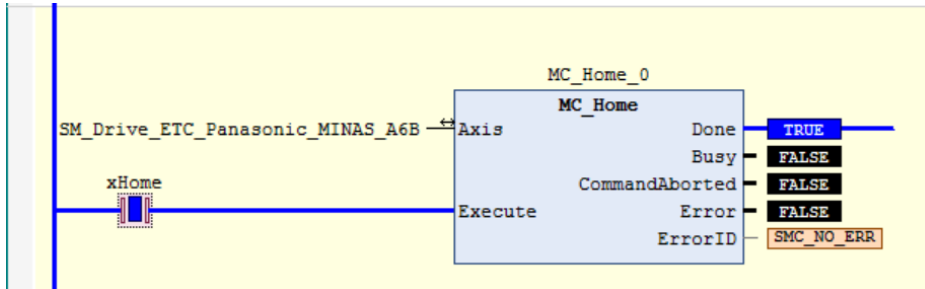 MC_Home_0
MC_Home
SM_Drive_ETC_Panasonic_MINAS_A6B Axis Done TRUE
Busy FALSE
xHome CommandAborted FALSE
Execute Error FALSE
ErrorID SMC_NO_ERR